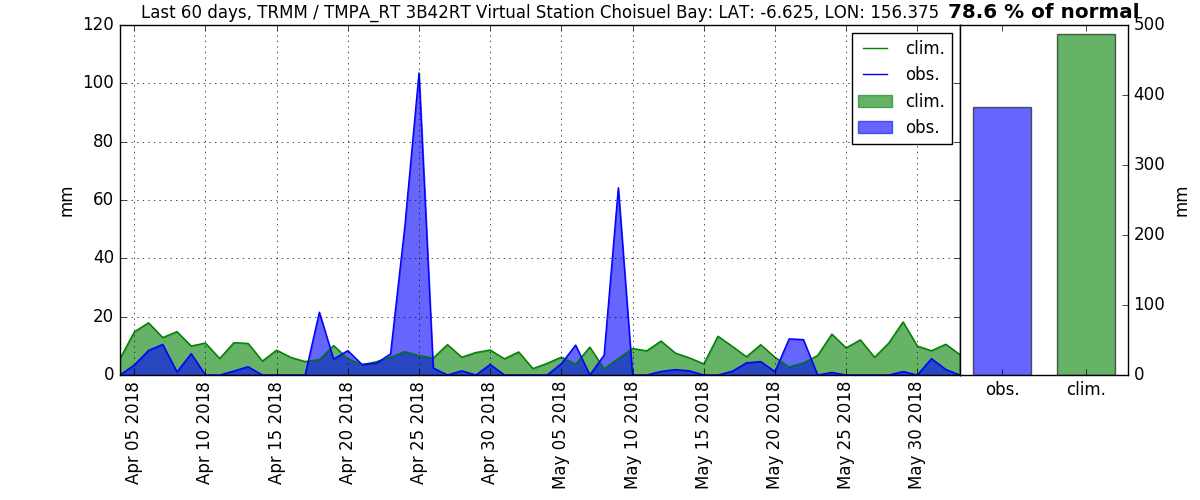 Last 60 days, TRMM / TMPA_RT 3B42RT Virtual Station Choisuel Bay: LAT: -6.625, LON: 156.375 78.6 % of normal
120
100
80
60
40
20
0
mm
clim.
obs.
clim.
obs.
Apr 05 2018
Apr 10 2018
Apr 15 2018
Apr 20 2018
Apr 25 2018
Apr 30 2018
May 05 2018
May 10 2018
May 15 2018
May 20 2018
May 25 2018
May 30 2018
500
400
300
200
100
0
mm
obs. clim.